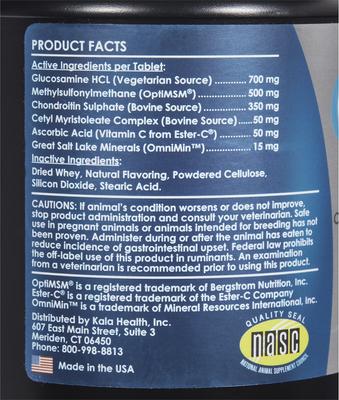 PRODUCT FACTS
Active Ingredients per Tablet:
Glucosamine HCL (Vegetarian Source) ............ 700 mg
Methylsulfonylmethane (OptiMSM®) ............... 500 mg
Chondroitin Sulphate (Bovine Source) ............ 350 mg
Cetyl Myristoleate Complex (Bovine Source) ..... 50 mg
Ascorbic Acid (Vitamin C from Ester-C®) .......... 50 mg
Great Salt Lake Minerals (OmniMin™) .............. 15 mg
Inactive Ingredients:
Dried Whey, Natural Flavoring, Powdered Cellulose,
Silicon Dioxide, Stearic Acid.
CAUTIONS: If animal's condition worsens or does not improve,
stop product administration and consult your veterinarian. Safe
use in pregnant animals or animals intended for breeding has not
been proven. Administer during or after the animal has eaten to
reduce incidence of gastrointestinal upset. Federal law prohibits
the off-label use of this product in ruminants. An examination
from a veterinarian is recommended prior to using this product.
OptiMSM® is a registered trademark of Bergstrom Nutrition, Inc.
Ester-C® is a registered trademark of the Ester-C Company
OmniMin™ is a trademark of Mineral Resources International, Inc.
Distributed by Kala Health, Inc.
607 East Main Street, Suite 3
Meriden, CT 06450
Phone: 800-998-8813
Made in the USA
QUALITY SEAL
nasc
NATIONAL ANIMAL SUPPLEMENT COUNCIL